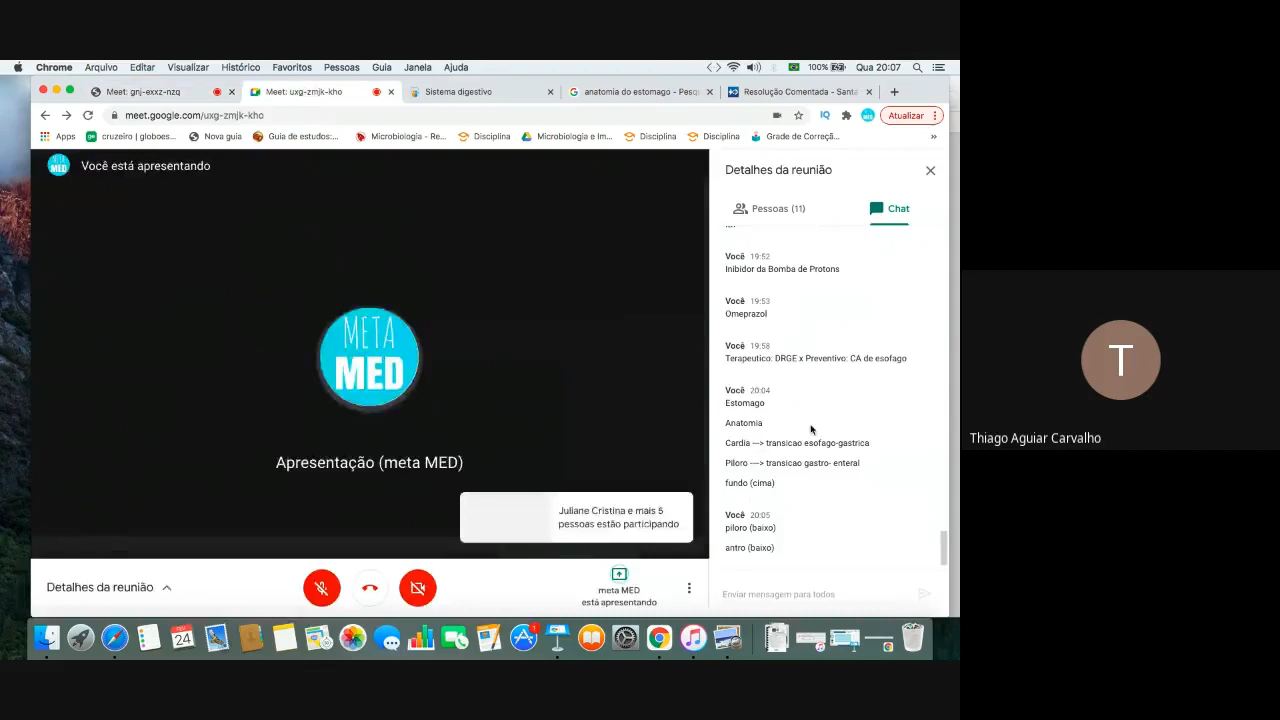 Chrome Arquivo Editar Visualizar Histórico Favoritos Pessoas Guia Janela Ajuda 100% Qua 20:07
Meet: gnj-exxz-nzq
Meet: uxg-zmjk-kho
Sistema digestivo
anatomia do estomago - Pesq
Resolução Comentada - Santa
meet.google.com/uxg-zmjk-kho
Atualizar
Apps cruzeiro | globoes... Nova guia Guia de estudos:... Microbiologia - Re... Disciplina Microbiologia e Im... Disciplina Disciplina Grade de Correçã... »
META MED
Você está apresentando
META
MED
Apresentação (meta MED)
Juliane Cristina e mais 5
pessoas estão participando
Detalhes da reunião
meta MED
está apresentando
Detalhes da reunião
Pessoas (11)
Chat
Você 19:52
Inibidor da Bomba de Protons
Você 19:53
Omeprazol
Você 19:58
Terapeutico: DRGE x Preventivo: CA de esofago
Você 20:04
Estomago
Anatomia
Cardia ---> transicao esofago-gastrica
Piloro ----> transicao gastro- enteral
fundo (cima)
Você 20:05
piloro (baixo)
antro (baixo)
Enviar mensagem para todos
24
1
T
Thiago Aguiar Carvalho